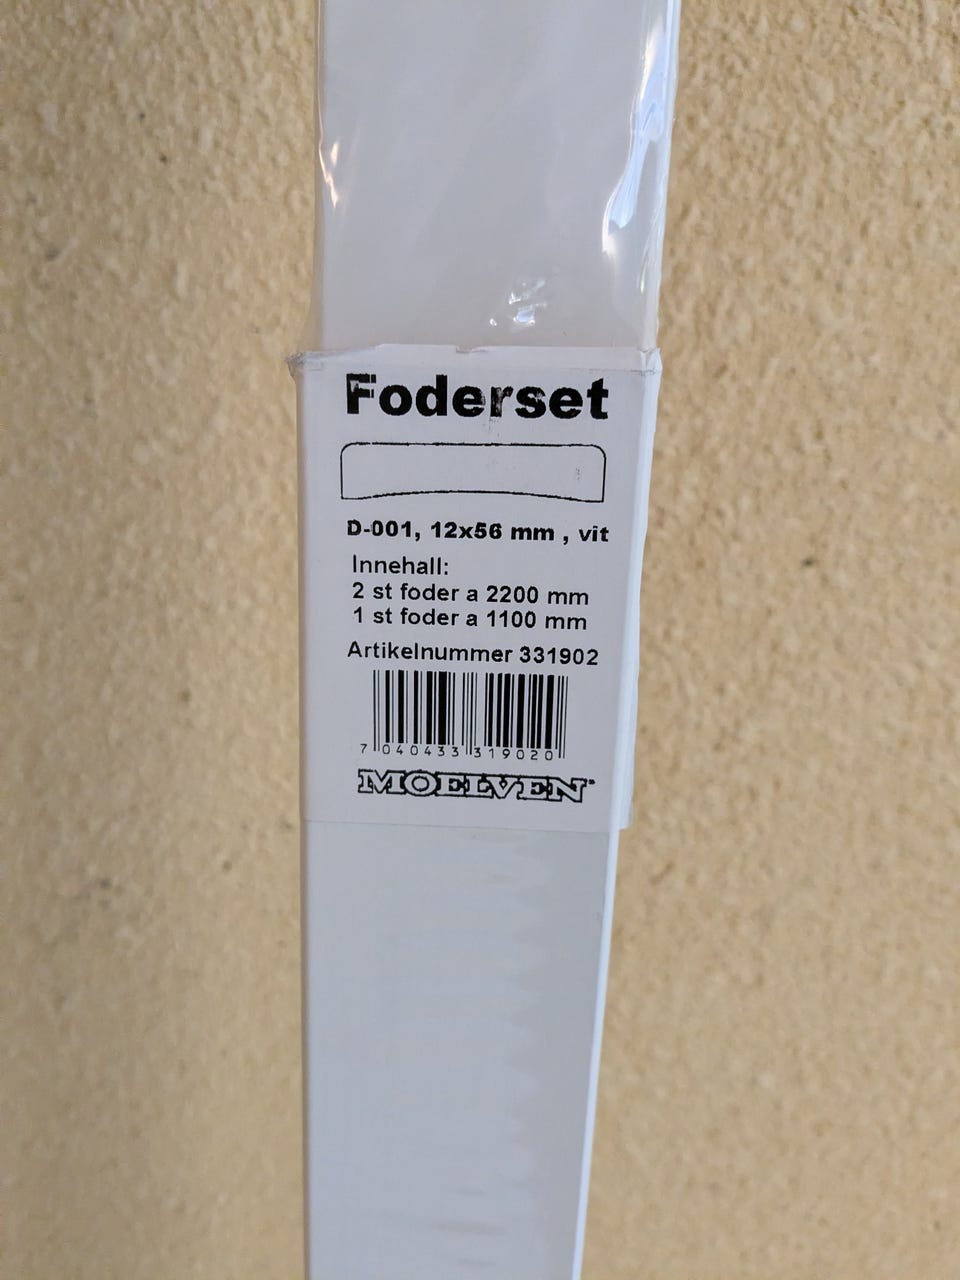 Foderset
D-001, 12x56 mm , vit
Innehall:
2 st foder a 2200 mm
1 st foder a 1100 mm
Artikelnummer 331902
7 040433 319020
MOELVEN